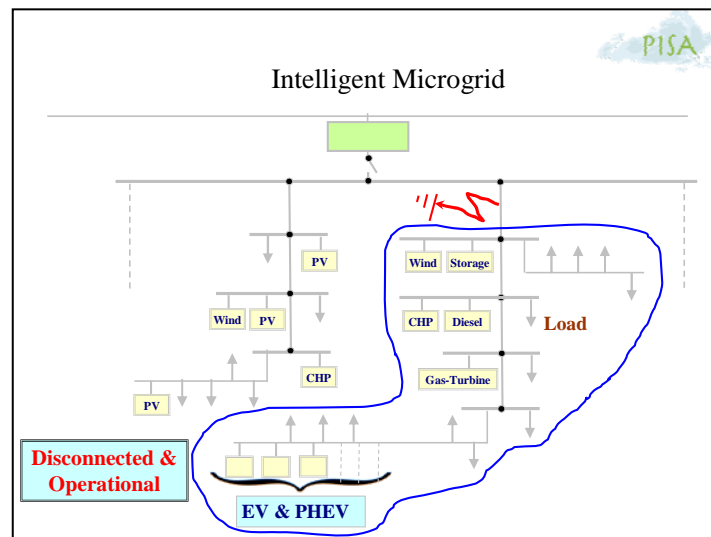 PISA
Intelligent Microgrid
PV
Wind
Storage
Wind
PV
CHP
Diesel
Load
CHP
Gas-Turbine
PV
Disconnected &
Operational
EV & PHEV